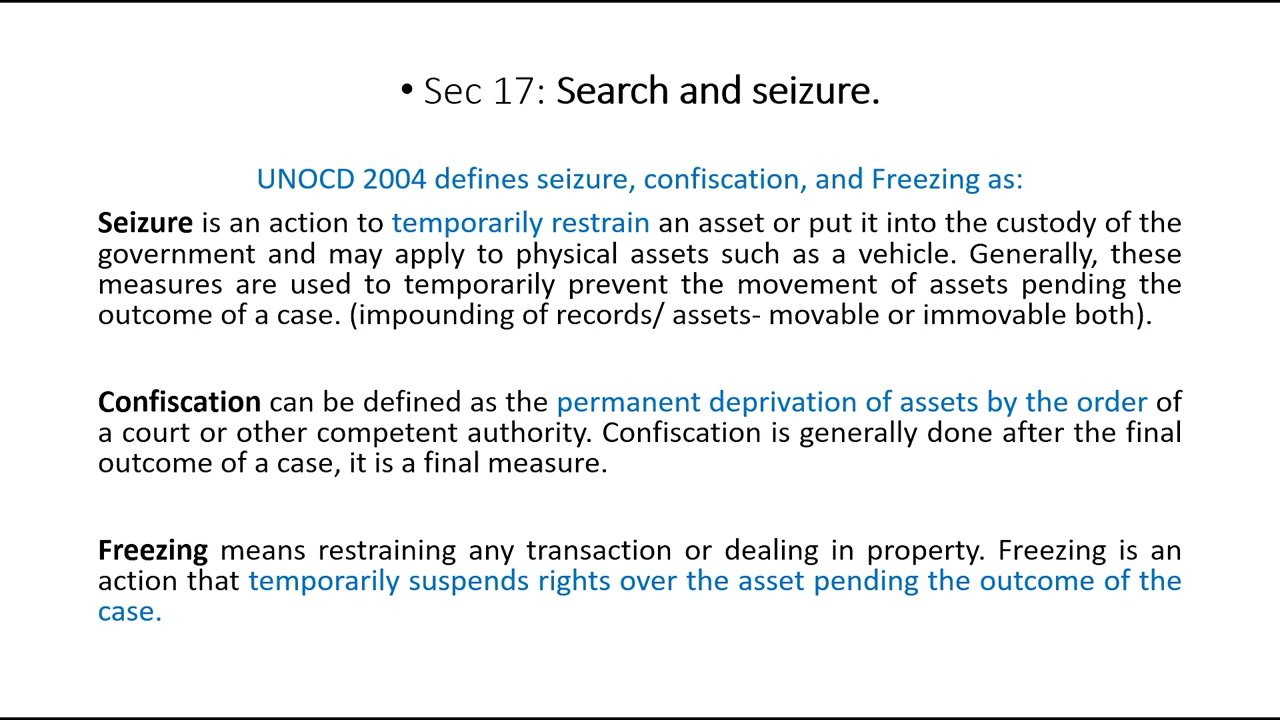 • Sec 17: Search and seizure.
UNOCD 2004 defines seizure, confiscation, and Freezing as:
Seizure is an action to temporarily restrain an asset or put it into the custody of the
government and may apply to physical assets such as a vehicle. Generally, these
measures are used to temporarily prevent the movement of assets pending the
outcome of a case. (impounding of records/ assets- movable or immovable both).
Confiscation can be defined as the permanent deprivation of assets by the order of
a court or other competent authority. Confiscation is generally done after the final
outcome of a case, it is a final measure.
Freezing means restraining any transaction or dealing in property. Freezing is an
action that temporarily suspends rights over the asset pending the outcome of the
case.